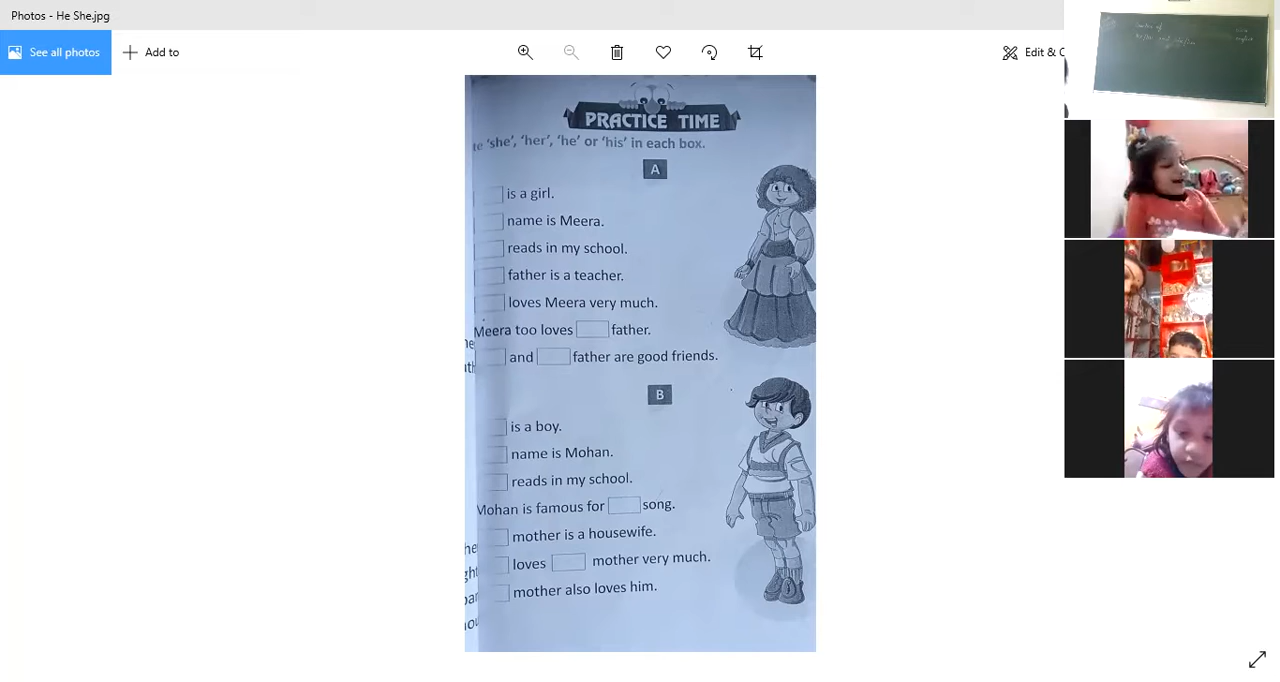 Photos - He She.jpg
See all photos
Add to
Edit & C
PRACTICE TIME
te 'she', 'her', 'he' or 'his' in each box.
A
is a girl.
name is Meera.
reads in my school.
father is a teacher.
loves Meera very much.
Meera too loves father.
and father are good friends.
B
is a boy.
name is Mohan.
reads in my school.
Mohan is famous for song.
mother is a housewife.
loves mother very much.
mother also loves him.